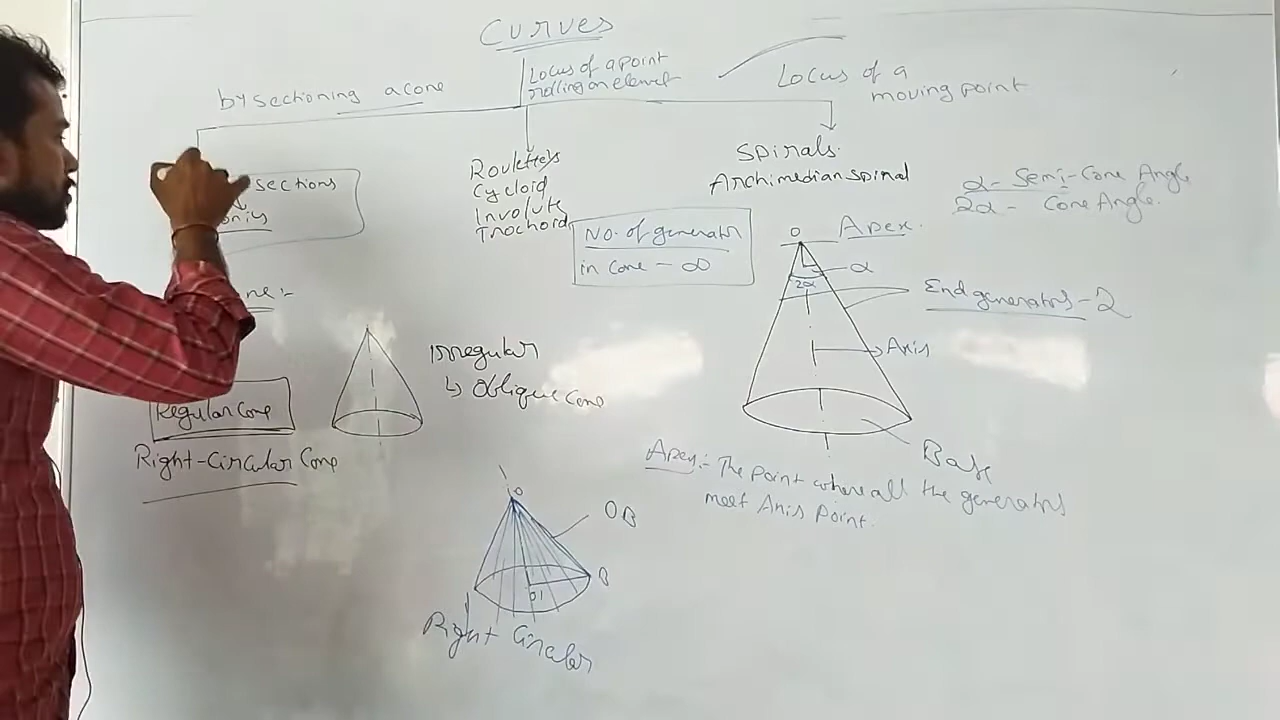 Curves
by sectioning a cone
Locus of a point
rolling on element
Locus of a
moving point
sections
Roulettes
Cycloid
Involute
Trochoid
Spirals
Archimedian Spinal
α - Semi-Cone Angle
2α - Cone Angle.
No. of generator
in cone - ∞
O
Apex.
α
2α
End generators - 2
Axis
Base
ne:-
Irregular
↳ Oblique Cone
Regular Cone
Right-Circular Cone
Apex:- The point where all the generators
meet Axis Point.
O
OB
B
O1
Right Circular